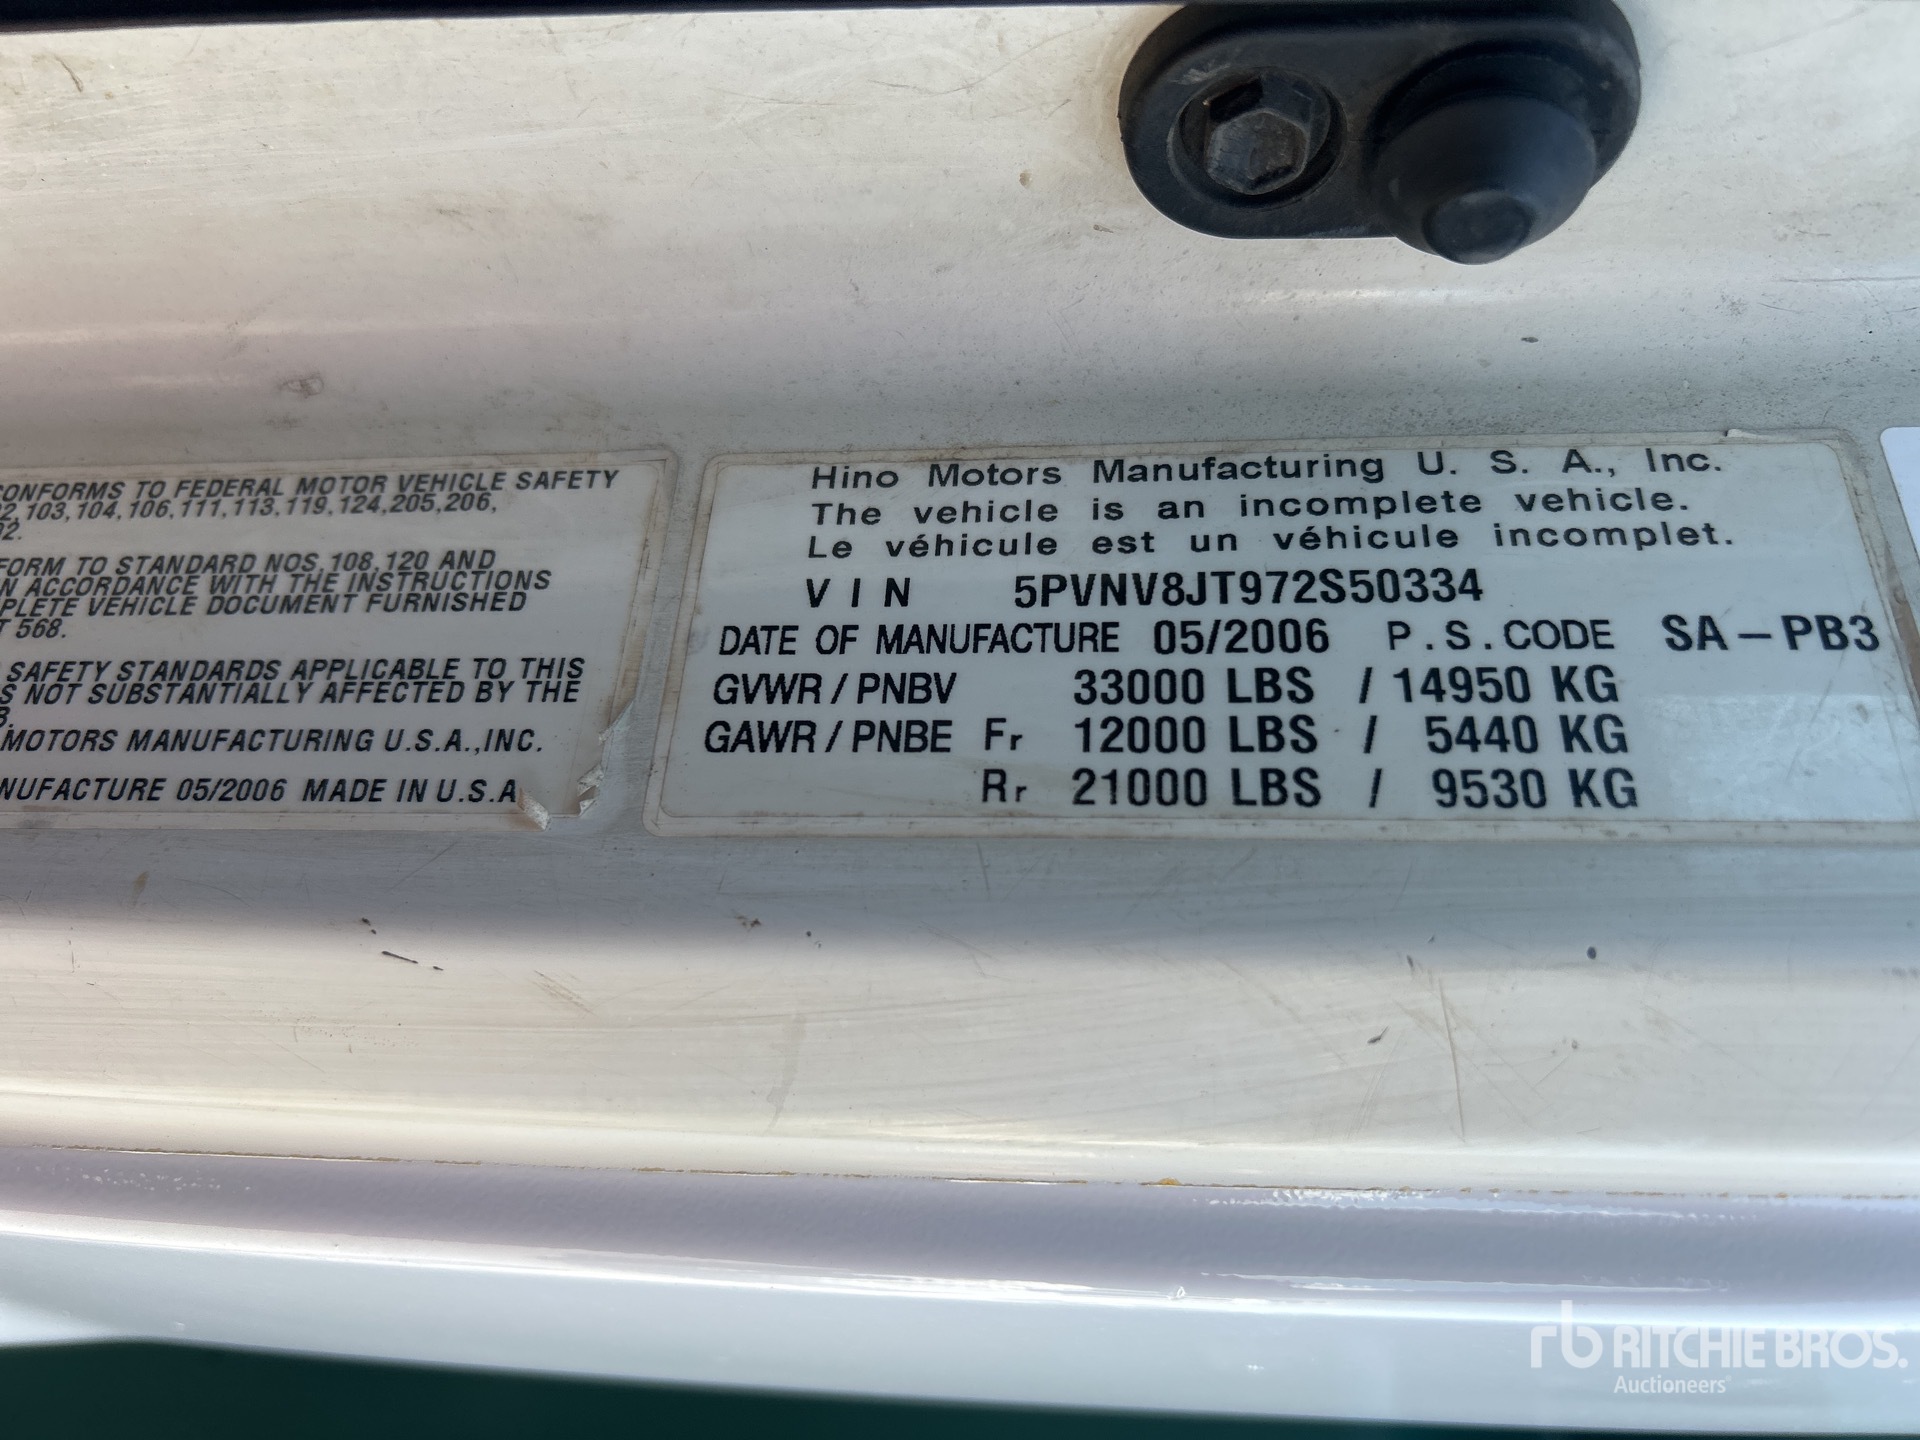 CONFORMS TO FEDERAL MOTOR VEHICLE SAFETY
02, 103, 104, 106, 111, 113, 119, 124, 205, 206,
02.
FORM TO STANDARD NOS. 108, 120 AND
N ACCORDANCE WITH THE INSTRUCTIONS
PLETE VEHICLE DOCUMENT FURNISHED
T 568.
SAFETY STANDARDS APPLICABLE TO THIS
S NOT SUBSTANTIALLY AFFECTED BY THE
MOTORS MANUFACTURING U.S.A., INC.
NUFACTURE 05/2006 MADE IN U.S.A
Hino Motors Manufacturing U. S. A., Inc.
The vehicle is an incomplete vehicle.
Le véhicule est un véhicule incomplet.
V I N 5PVNV8JT972S50334
DATE OF MANUFACTURE 05/2006 P.S.CODE SA-PB3
GVWR / PNBV 33000 LBS / 14950 KG
GAWR / PNBE Fr 12000 LBS / 5440 KG
Rr 21000 LBS / 9530 KG
rb RITCHIE BROS.
Auctioneers